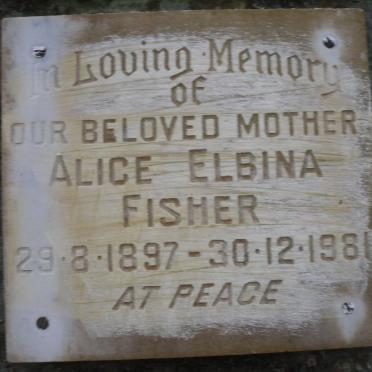 In Loving Memory
of
OUR BELOVED MOTHER
ALICE ELBINA
FISHER
29·8·1897-30·12·1981
AT PEACE